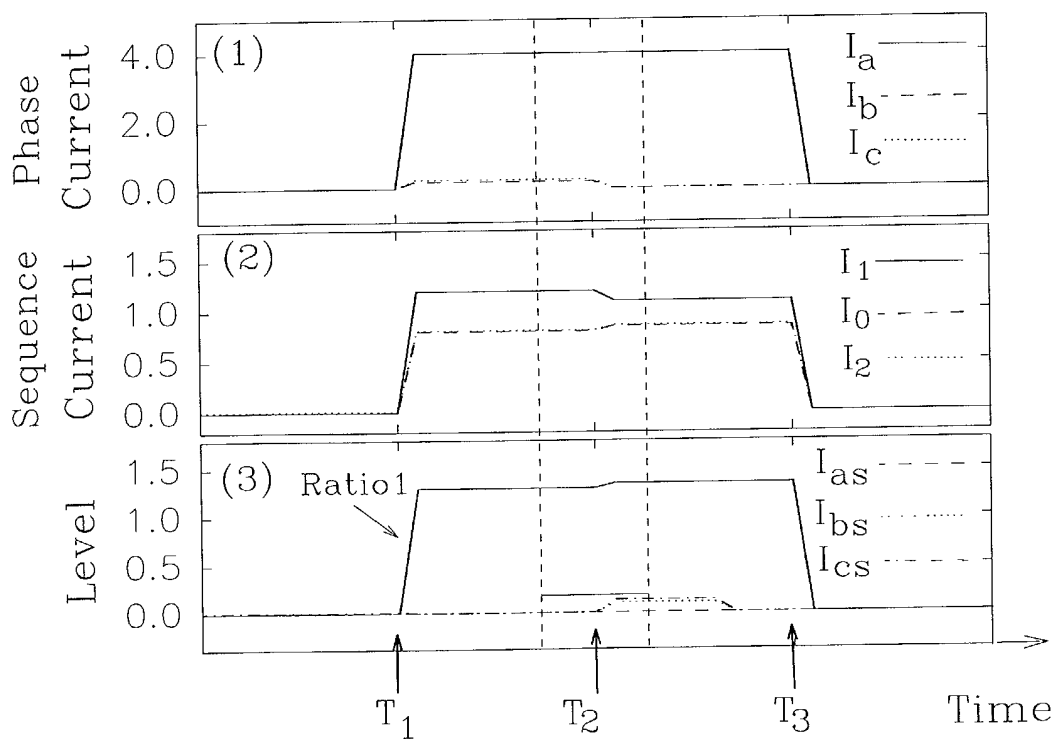 Phase
Current
4.0
2.0
0.0
(1)
I_a
I_b
I_c
Sequence
Current
1.5
1.0
0.5
0.0
(2)
I_1
I_0
I_2
Level
1.5
1.0
0.5
0.0
(3)
Ratio1
I_as
I_bs
I_cs
T_1
T_2
T_3
Time